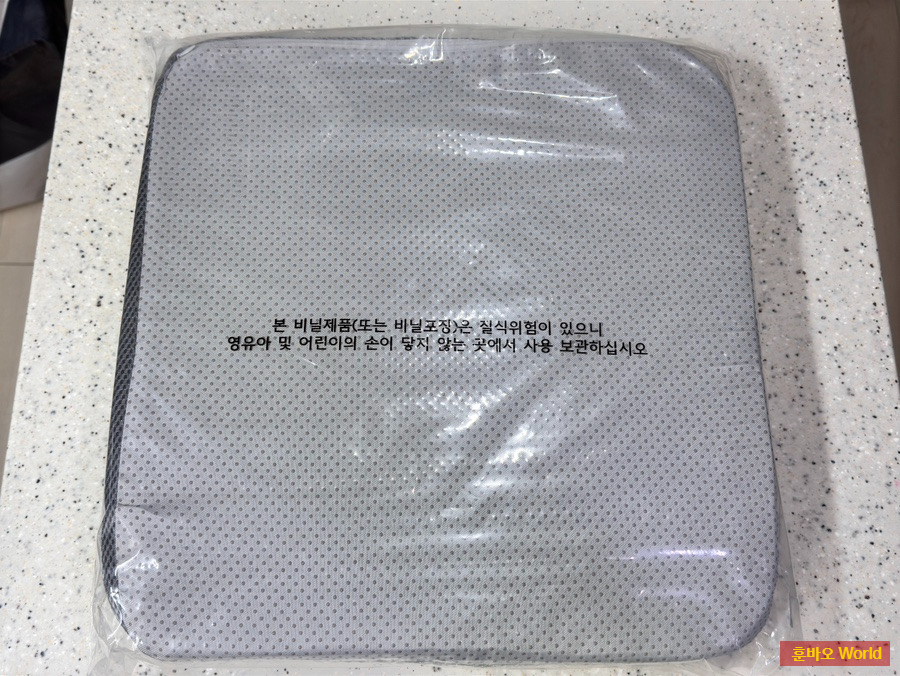 본 비닐제품(또는 비닐포장)은 질식위험이 있으니
영유아 및 어린이의 손이 닿지 않는 곳에서 사용 보관하십시오
훈바오 World